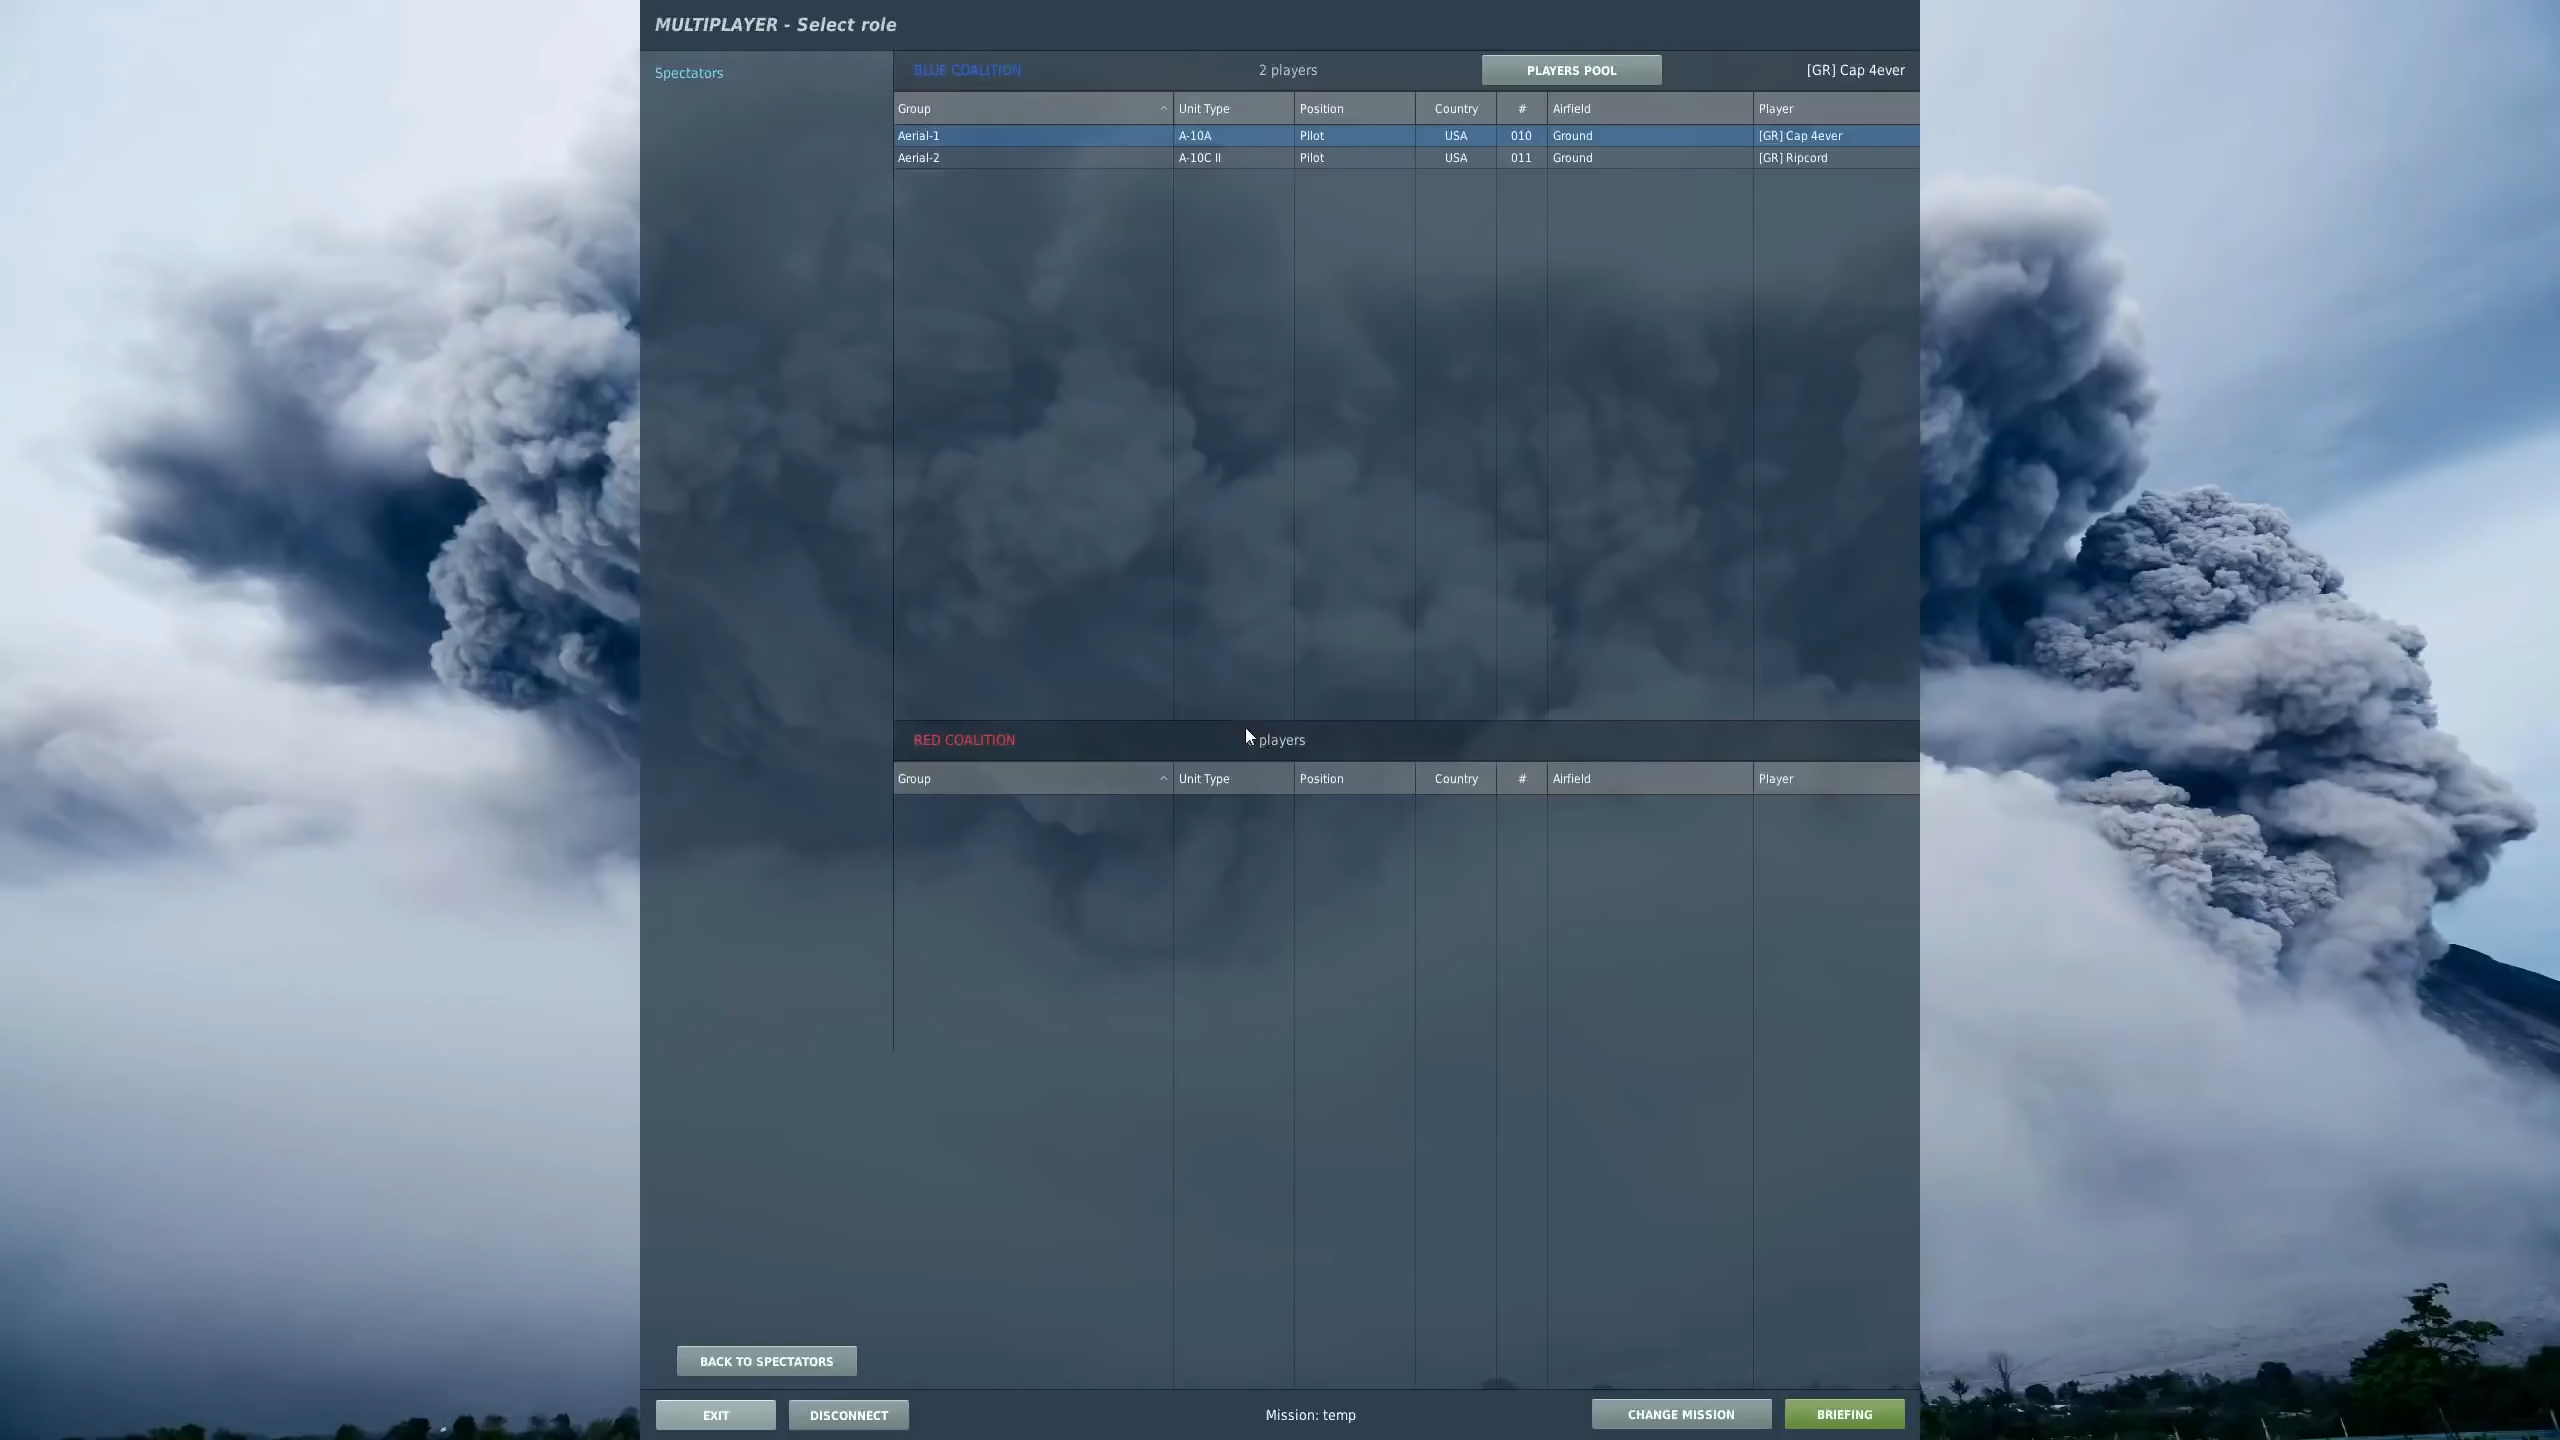 MULTIPLAYER - Select role
Spectators
BLUE COALITION 2 players PLAYERS POOL [GR] Cap 4ever
Group Unit Type Position Country # Airfield Player
Aerial-1 A-10A Pilot USA 010 Ground [GR] Cap 4ever
Aerial-2 A-10C II Pilot USA 011 Ground [GR] Ripcord
RED COALITION players
Group Unit Type Position Country # Airfield Player
BACK TO SPECTATORS
EXIT DISCONNECT Mission: temp CHANGE MISSION BRIEFING